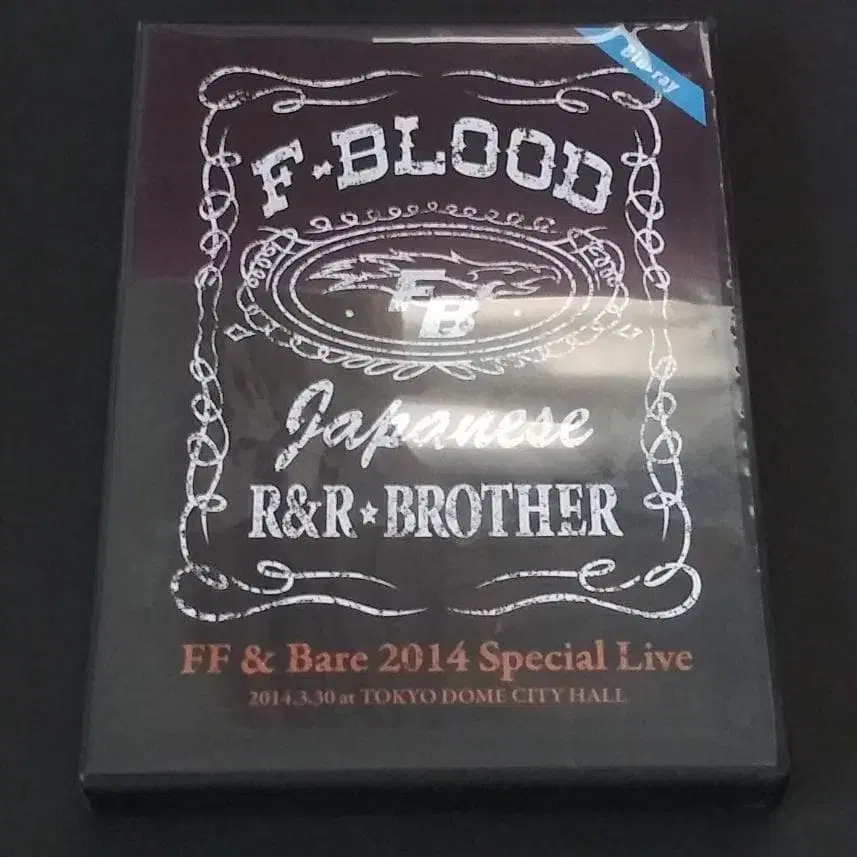 Blu-ray
F★BLOOD
FB
Japanese
R&R★BROTHER
FF & Bare 2014 Special Live
2014.3.30 at TOKYO DOME CITY HALL